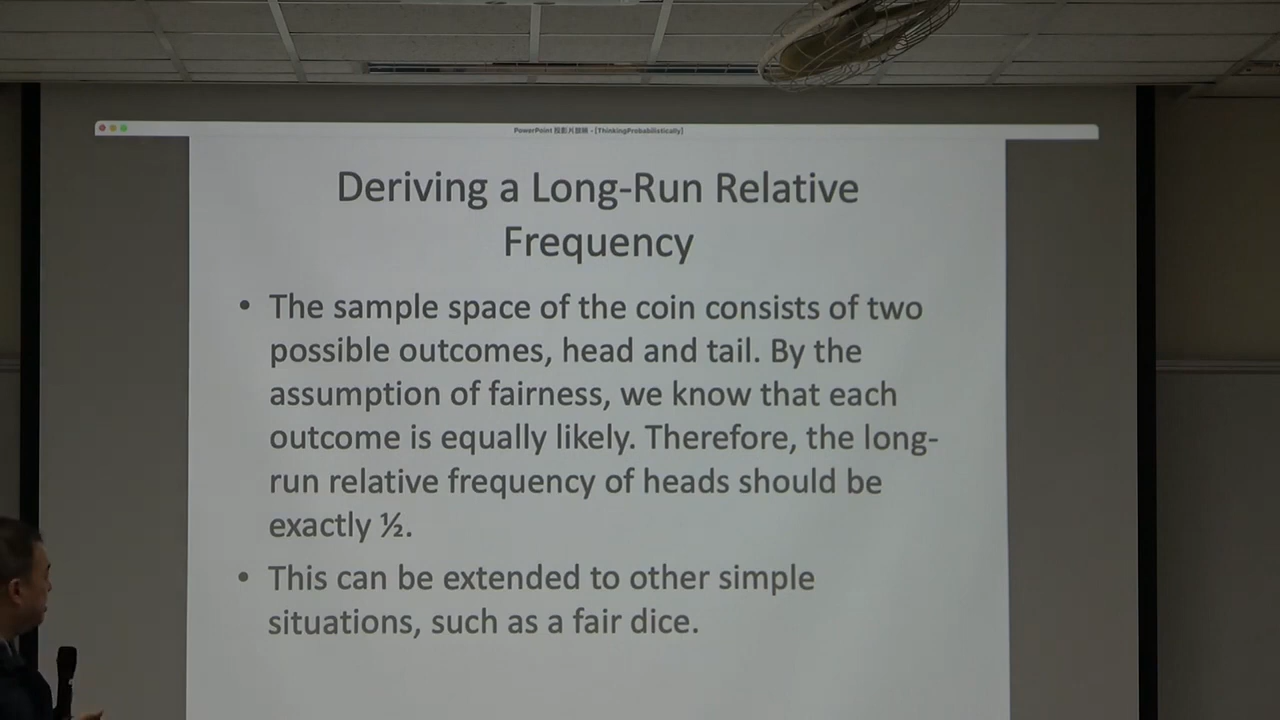 PowerPoint 投影片放映 - [ThinkingProbabilistically]
Deriving a Long-Run Relative
Frequency
• The sample space of the coin consists of two
possible outcomes, head and tail. By the
assumption of fairness, we know that each
outcome is equally likely. Therefore, the long-
run relative frequency of heads should be
exactly ½.
• This can be extended to other simple
situations, such as a fair dice.